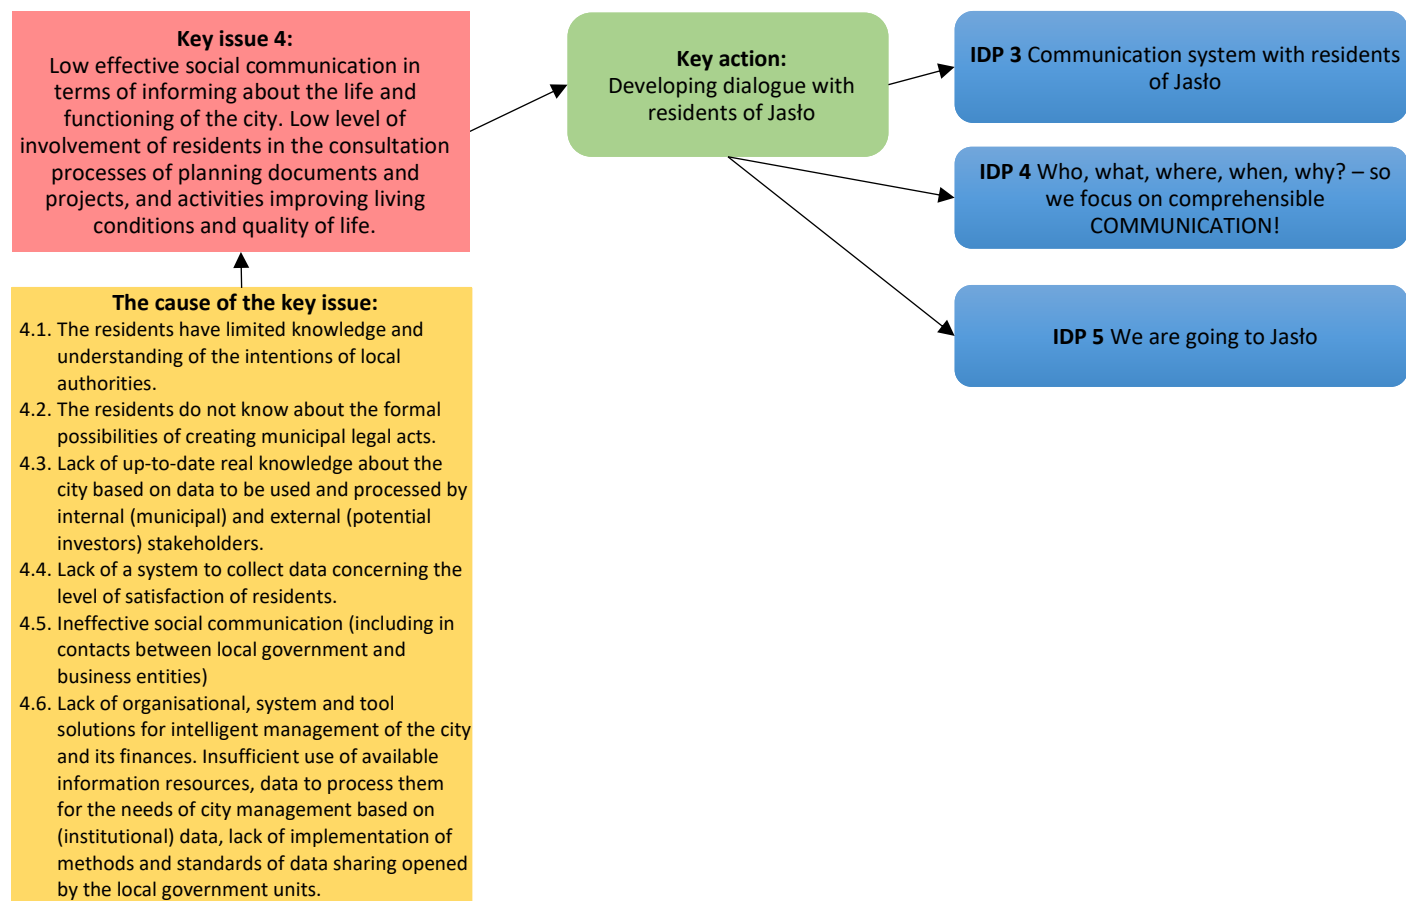 Key issue 4:
Low effective social communication in
terms of informing about the life and
functioning of the city. Low level of
involvement of residents in the consultation
processes of planning documents and
projects, and activities improving living
conditions and quality of life.
Key action:
Developing dialogue with
residents of Jasło
IDP 3 Communication system with residents
of Jasło
IDP 4 Who, what, where, when, why? – so
we focus on comprehensible
COMMUNICATION!
IDP 5 We are going to Jasło
The cause of the key issue:
4.1. The residents have limited knowledge and
understanding of the intentions of local
authorities.
4.2. The residents do not know about the formal
possibilities of creating municipal legal acts.
4.3. Lack of up-to-date real knowledge about the
city based on data to be used and processed by
internal (municipal) and external (potential
investors) stakeholders.
4.4. Lack of a system to collect data concerning the
level of satisfaction of residents.
4.5. Ineffective social communication (including in
contacts between local government and
business entities)
4.6. Lack of organisational, system and tool
solutions for intelligent management of the city
and its finances. Insufficient use of available
information resources, data to process them
for the needs of city management based on
(institutional) data, lack of implementation of
methods and standards of data sharing opened
by the local government units.